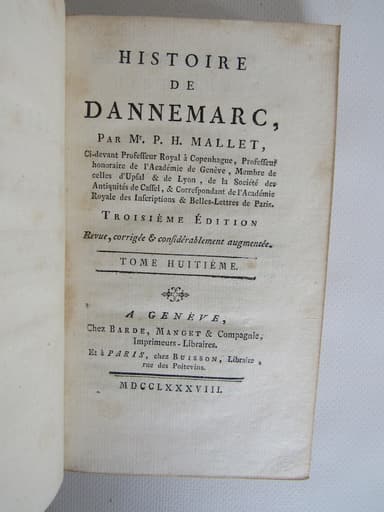 HISTOIRE
DE
DANNEMARC,
PAR Mr. P. H. MALLET,
Ci-devant Professeur Royal à Copenhague, Professeur
honoraire de l'Académie de Genève, Membre de
celles d'Upsal & de Lyon, de la Société des
Antiquités de Cassel, & Correspondant de l'Académie
Royale des Inscriptions & Belles-Lettres de Paris.
TROISIÈME ÉDITION
Revue, corrigée & considérablement augmentée.
TOME HUITIÈME.
A GENÈVE,
Chez BARDE, MANGET & Compagnie,
Imprimeurs-Libraires.
Et à PARIS, chez BUISSON, Libraire,
rue des Poitevins.
MDCCLXXXVIII.